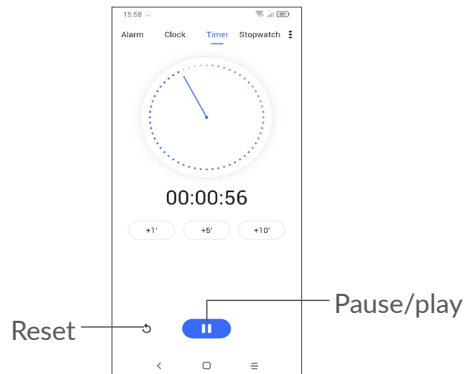 15:58
Alarm Clock Timer Stopwatch
00:00:56
+1' +5' +10'
Pause/play
Reset